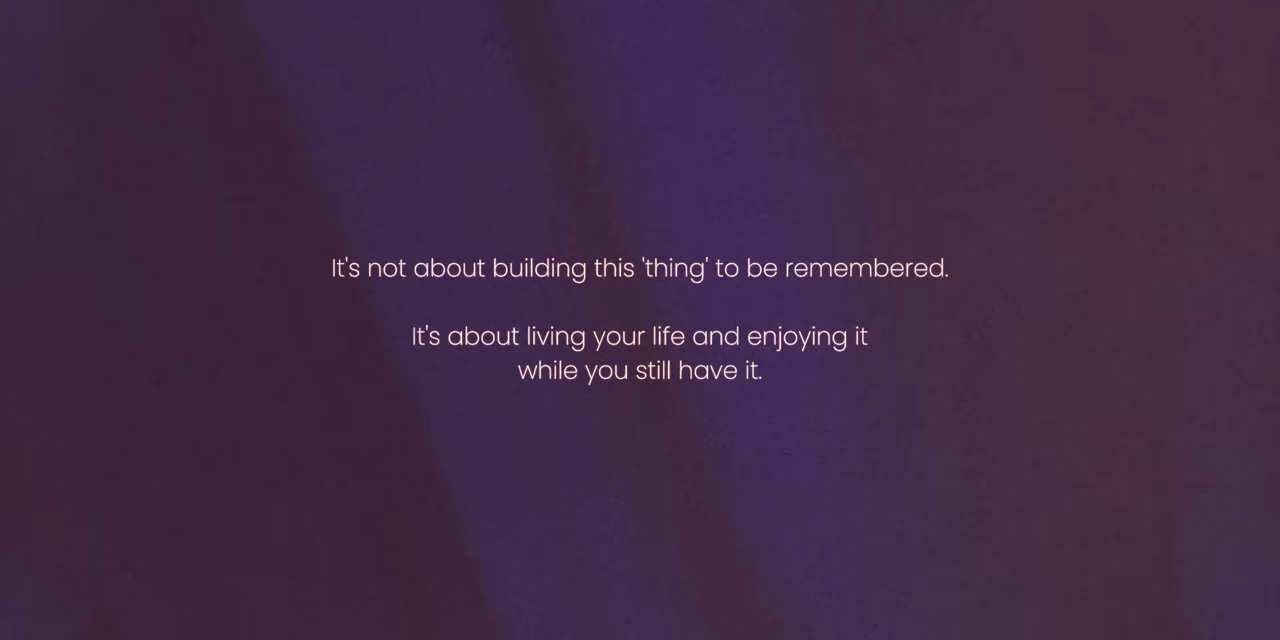 It's not about building this 'thing' to be remembered.
It's about living your life and enjoying it
while you still have it.